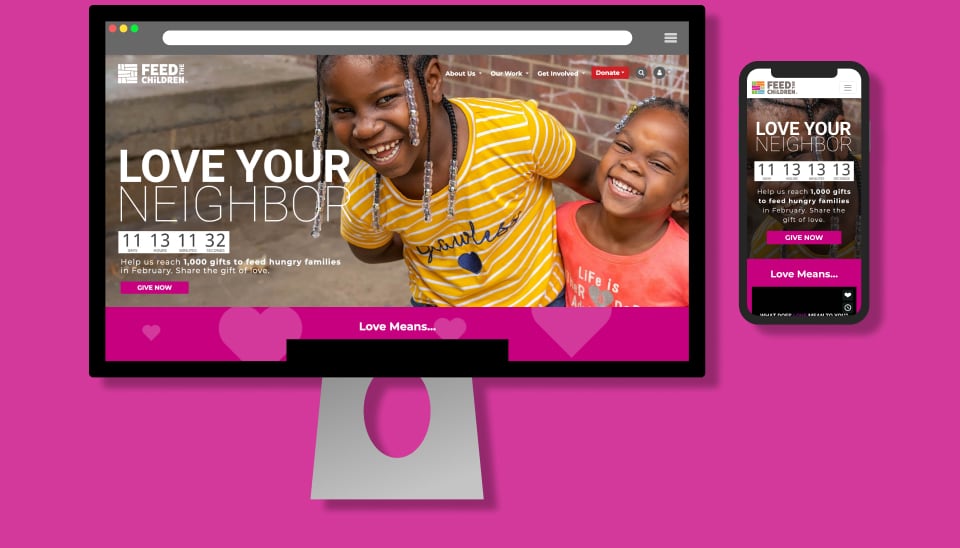 FEED THE
CHILDREN
About Us
Our Work
Get Involved
Donate
LOVE YOUR
NEIGHBOR
11 13 11 32
DAYS HOURS MINUTES SECONDS
Help us reach 1,000 gifts to feed hungry families
in February. Share the gift of love.
GIVE NOW
Love Means...
FEED THE
CHILDREN
LOVE YOUR
NEIGHBOR
11 13 13 13
DAYS HOURS MINUTES SECONDS
Help us reach 1,000 gifts
to feed hungry families
in February. Share the
gift of love.
GIVE NOW
Love Means...
WHAT DOES LOVE MEAN TO YOU?
flawless
LiFe is